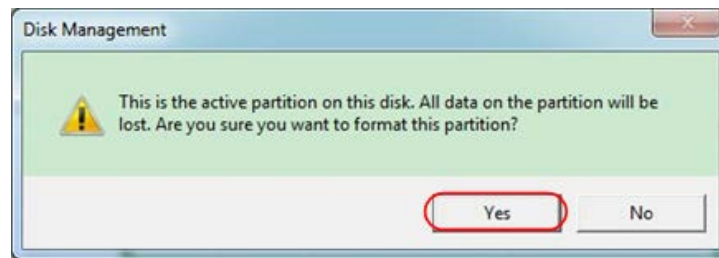 Disk Management
This is the active partition on this disk. All data on the partition will be
lost. Are you sure you want to format this partition?
Yes
No